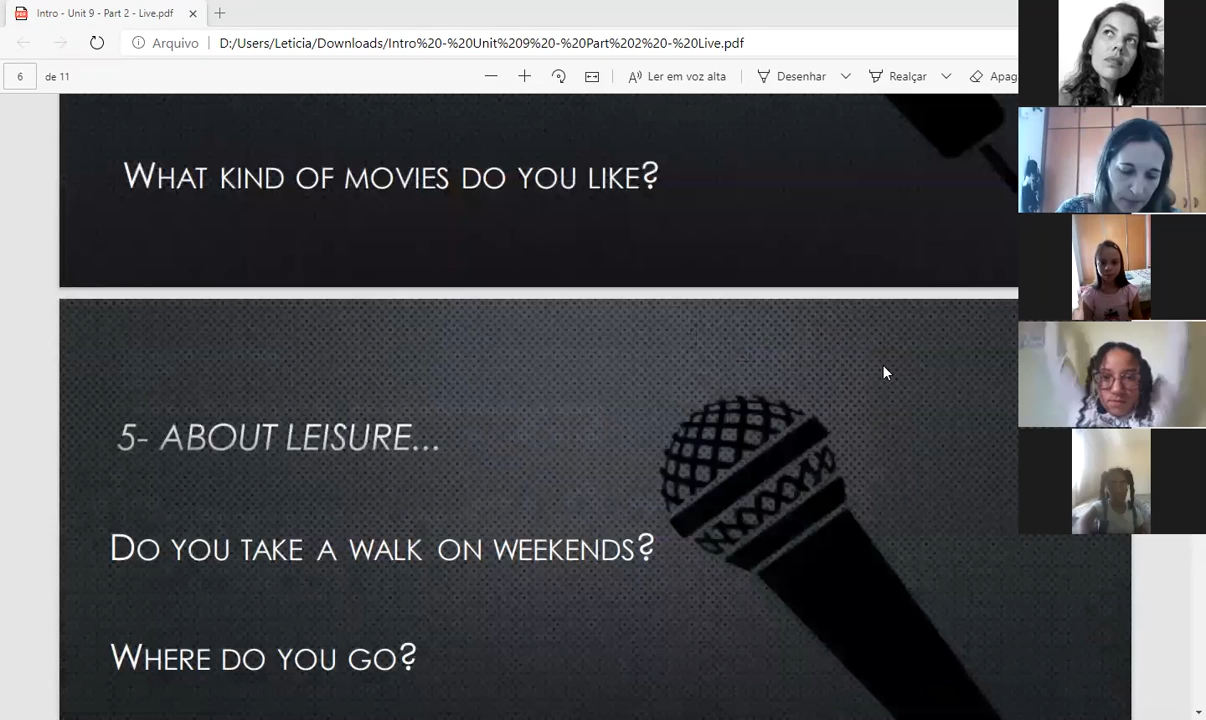 Intro - Unit 9 - Part 2 - Live.pdf
Arquivo
D:/Users/Leticia/Downloads/Intro%20-%20Unit%209%20-%20Part%202%20-%20Live.pdf
6 de 11
Ler em voz alta
Desenhar
Realçar
Apag
WHAT KIND OF MOVIES DO YOU LIKE?
5- ABOUT LEISURE...
DO YOU TAKE A WALK ON WEEKENDS?
WHERE DO YOU GO?